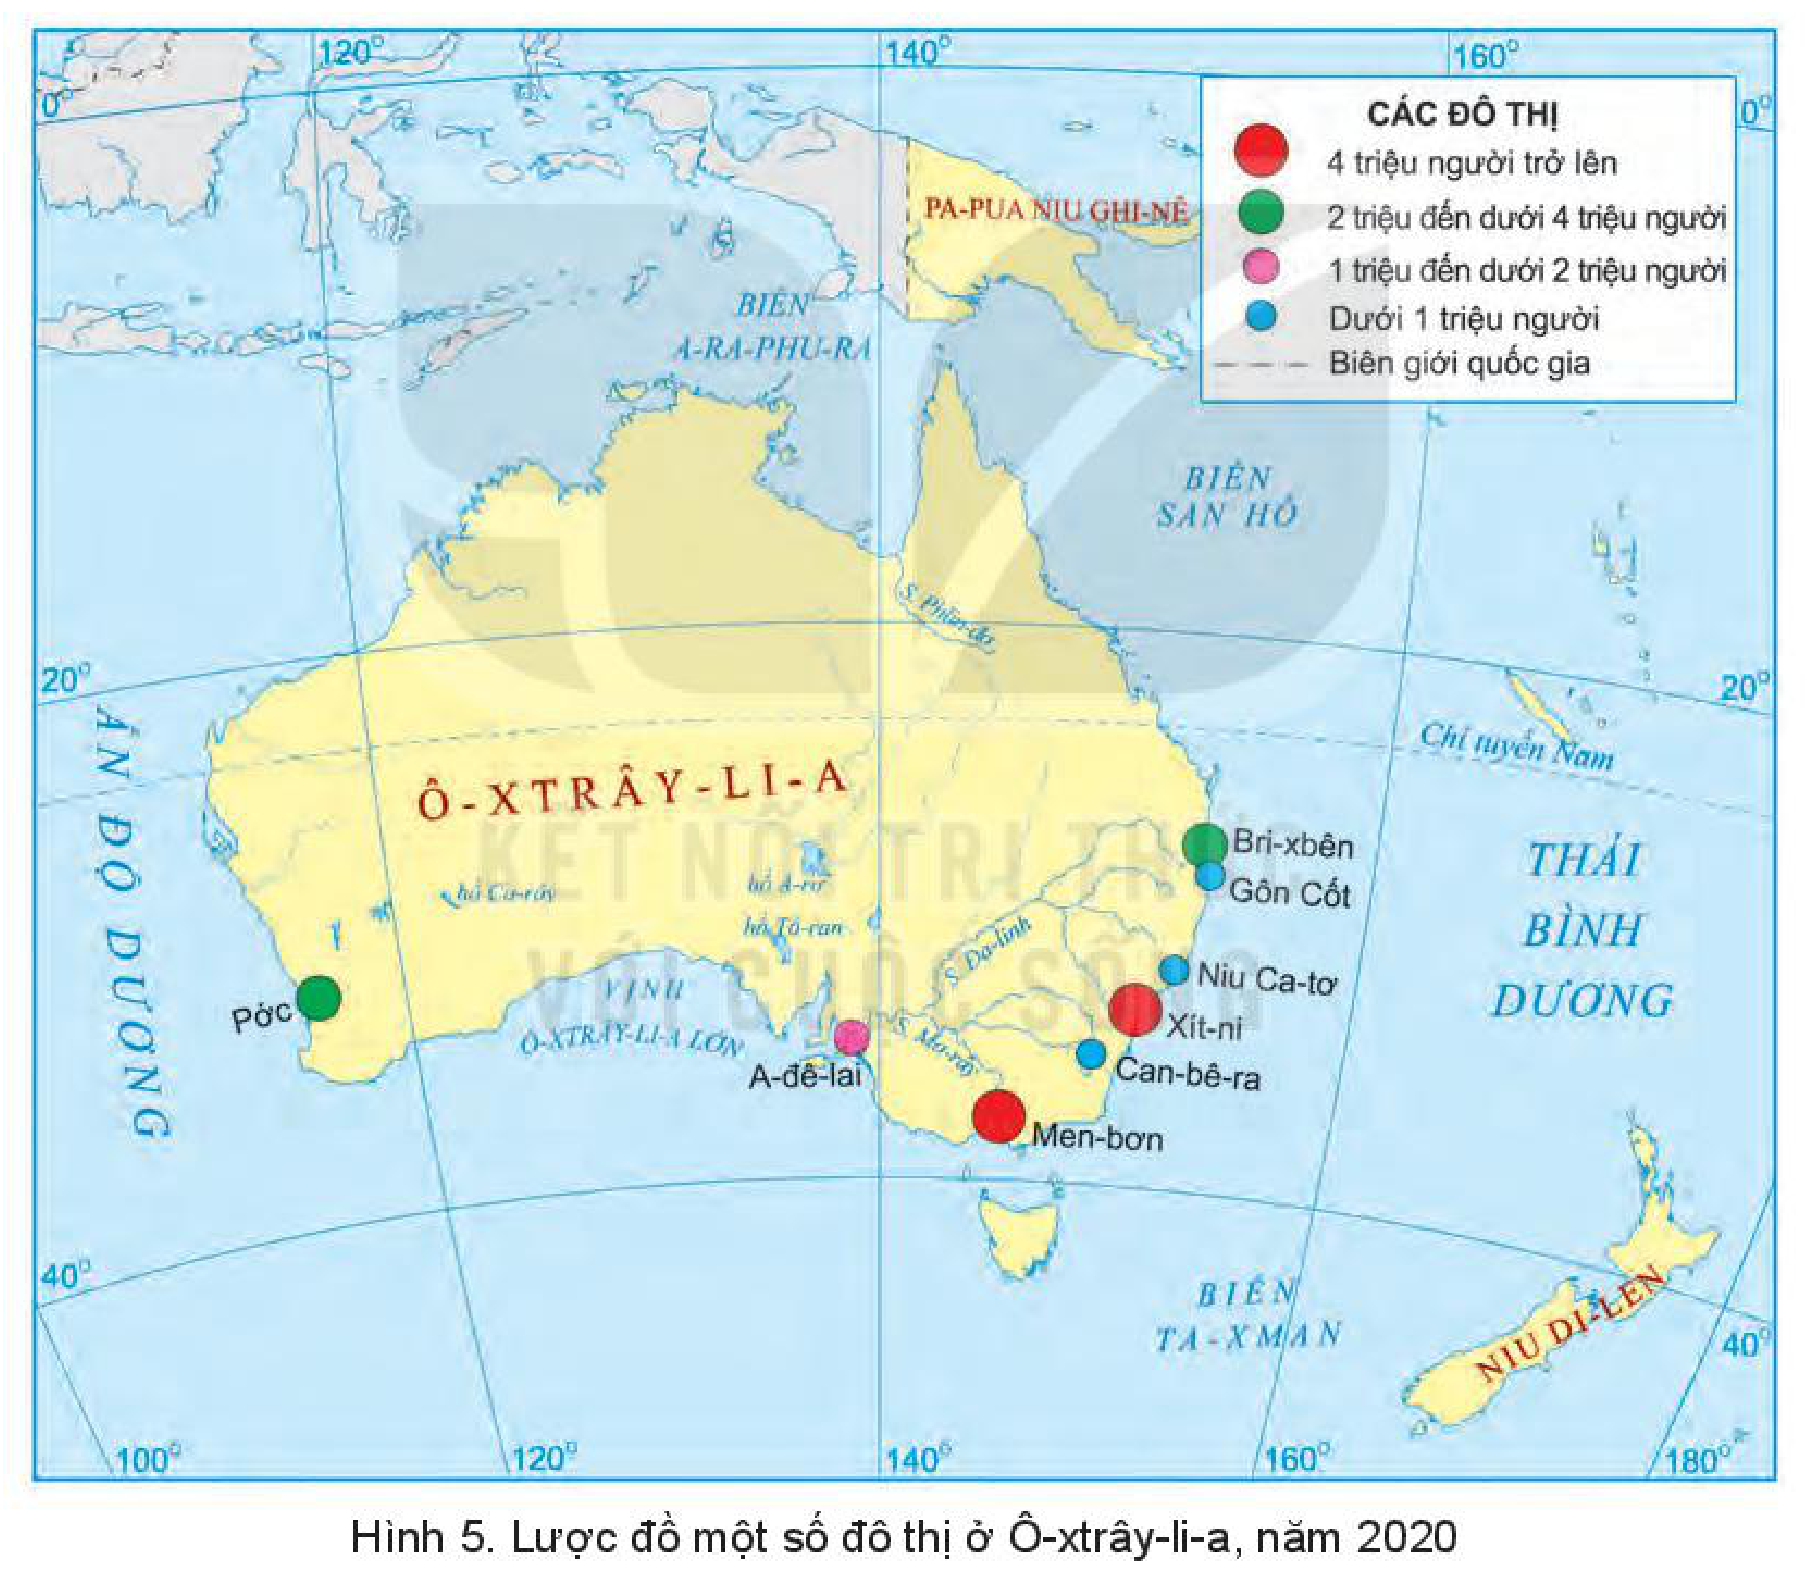 120°
140°
160°
0°
0°
CÁC ĐÔ THỊ
4 triệu người trở lên
2 triệu đến dưới 4 triệu người
1 triệu đến dưới 2 triệu người
Dưới 1 triệu người
Biên giới quốc gia
PA-PUA NIU GHI-NÊ
BIỂN
A-RA-PHU-RA
BIỂN
SAN HÔ
S. Phlin-đơ
20°
20°
Chí tuyến Nam
ẤN ĐỘ DƯƠNG
Ô-XTRÂY-LI-A
KẾT NỐI TRI THỨC
VỚI CUỘC SỐNG
Bri-xbên
Gôn Cốt
THÁI
BÌNH
DƯƠNG
hồ Ca-rây
hồ Ây-rơ
hồ Tô-ran
S. Đa-linh
Niu Ca-tơ
Xít-ni
Pớc
VỊNH
Ô-XTRÂY-LI-A LỚN
S. Mơ-rây
A-đê-lai
Can-bê-ra
Men-bơn
BIỂN
TA-XMAN
NIU DI-LEN
40°
40°
100°
120°
140°
160°
180°
Hình 5. Lược đồ một số đô thị ở Ô-xtrây-li-a, năm 2020